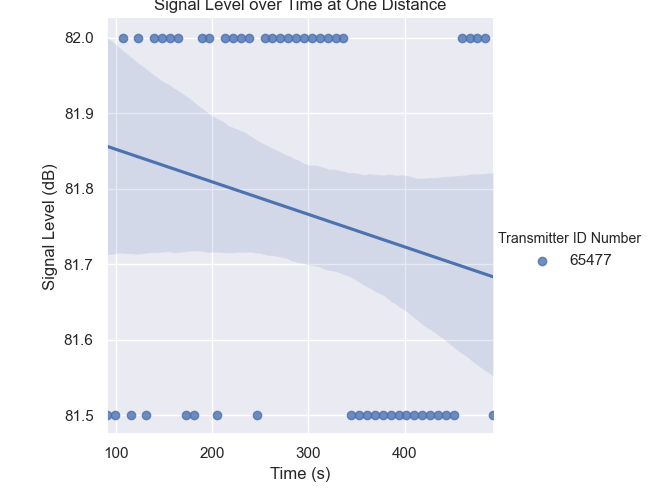 Signal Level over Time at One Distance
82.0
81.9
81.8
81.7
81.6
81.5
Signal Level (dB)
100 200 300 400
Time (s)
Transmitter ID Number
65477